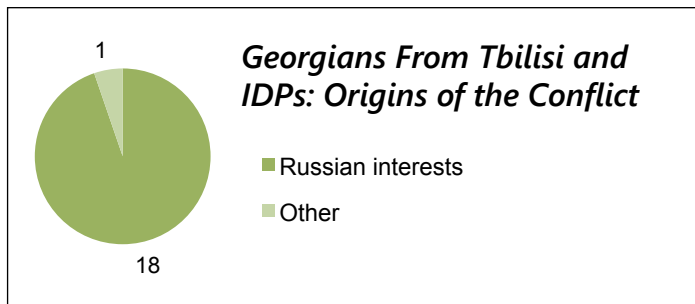 1
Georgians From Tbilisi and
IDPs: Origins of the Conflict
Russian interests
Other
18